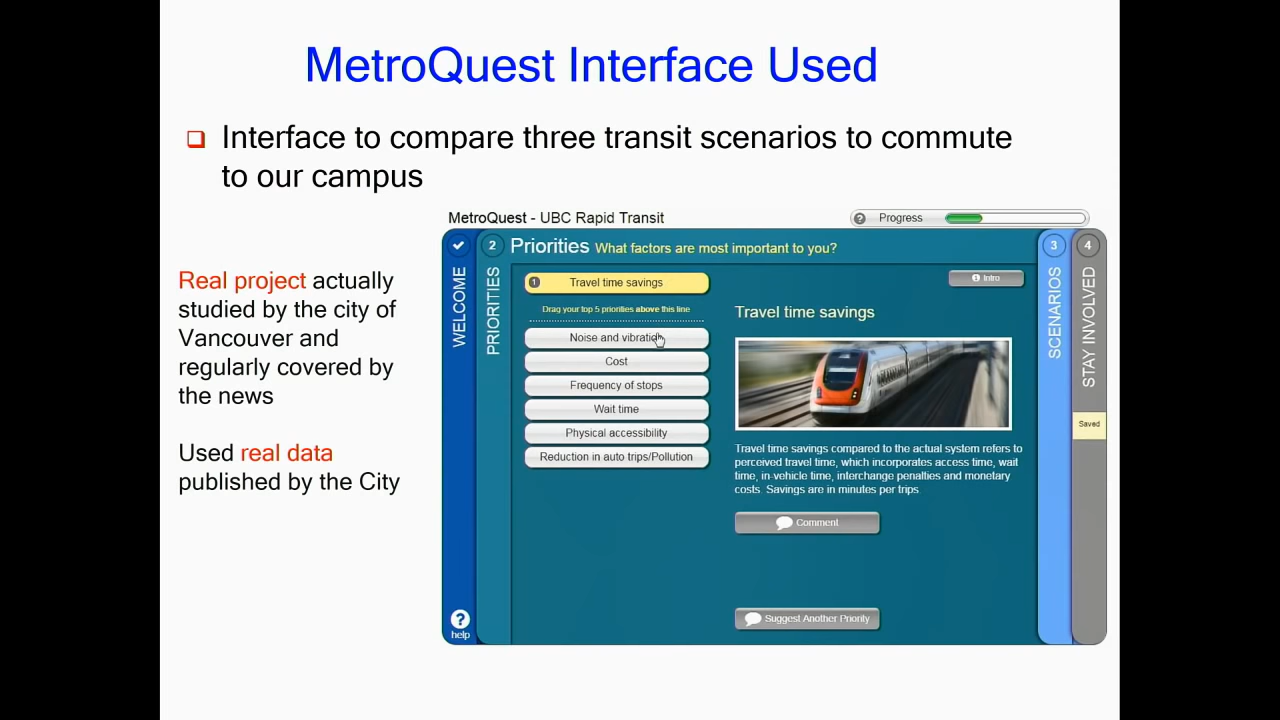 MetroQuest Interface Used
Interface to compare three transit scenarios to commute
to our campus
Real project actually
studied by the city of
Vancouver and
regularly covered by
the news
Used real data
published by the City
MetroQuest - UBC Rapid Transit
? Progress
WELCOME
? help
2 PRIORITIES
Priorities What factors are most important to you?
1 Travel time savings
Drag your top 5 priorities above this line
Noise and vibration
Cost
Frequency of stops
Wait time
Physical accessibility
Reduction in auto trips/Pollution
Intro
Travel time savings
Travel time savings compared to the actual system refers to
perceived travel time, which incorporates access time, wait
time, in-vehicle time, interchange penalties and monetary
costs. Savings are in minutes per trips
Comment
Suggest Another Priority
3 SCENARIOS
4 STAY INVOLVED
Saved